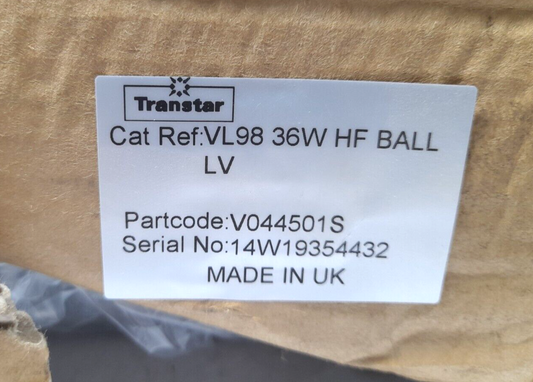 Transtar
Cat Ref:VL98 36W HF BALL
LV
Partcode:V044501S
Serial No:14W19354432
MADE IN UK